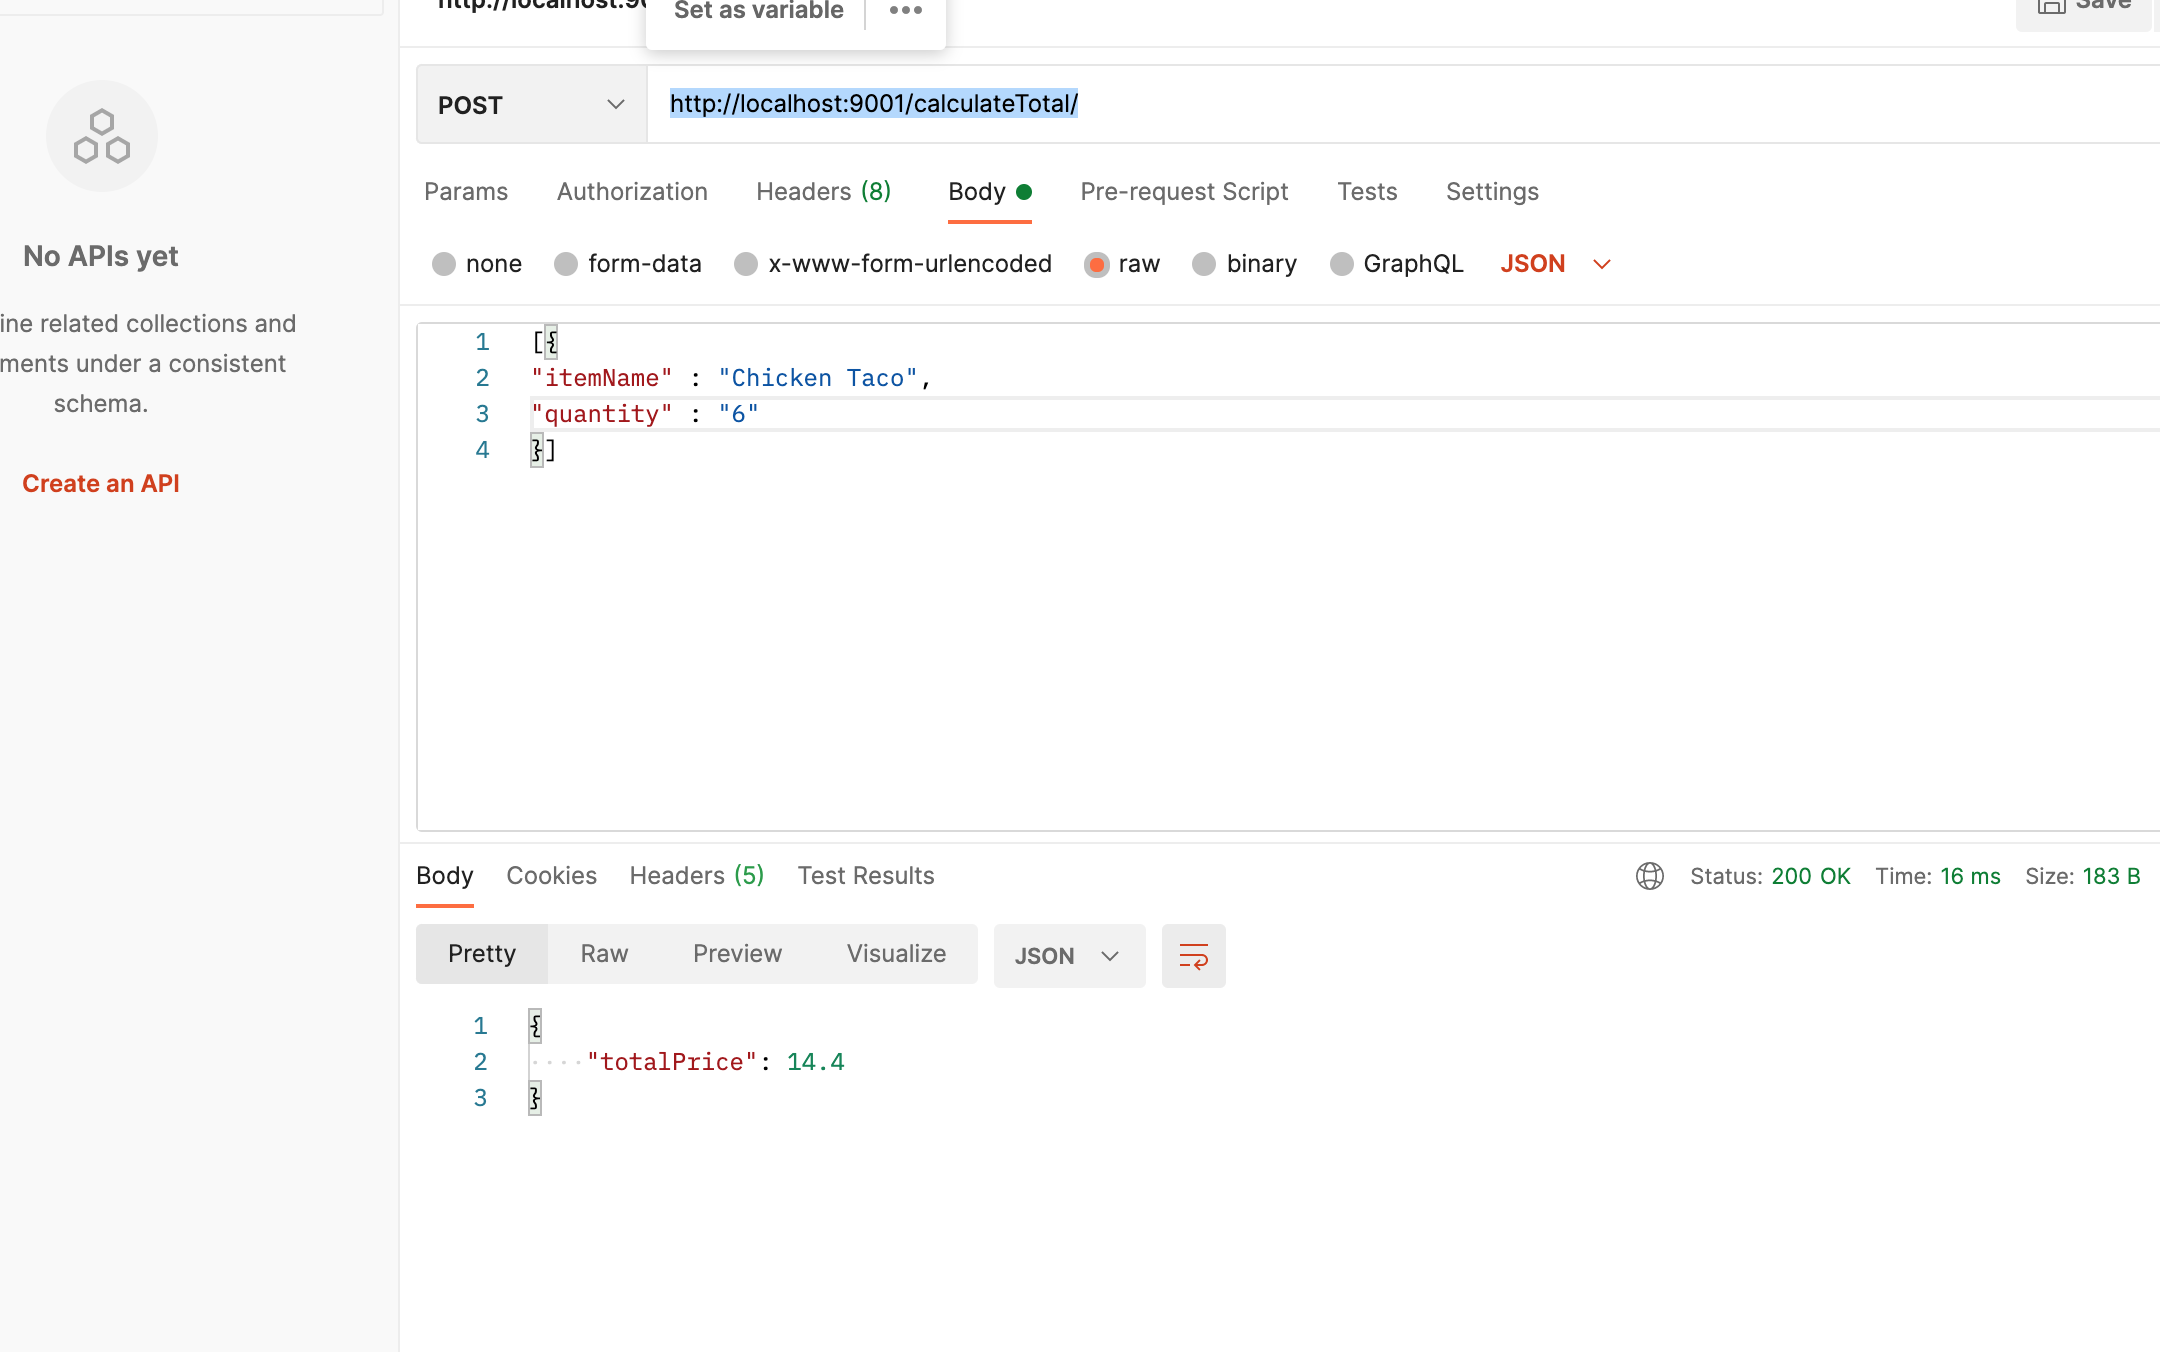 Set as variable
Save
POST
http://localhost:9001/calculateTotal/
Params Authorization Headers (8) Body Pre-request Script Tests Settings
none form-data x-www-form-urlencoded raw binary GraphQL JSON
No APIs yet
ine related collections and
ments under a consistent
schema.
Create an API
1 [{
2 "itemName" : "Chicken Taco",
3 "quantity" : "6"
4 }]
Body Cookies Headers (5) Test Results Status: 200 OK Time: 16 ms Size: 183 B
Pretty Raw Preview Visualize JSON
1 {
2 "totalPrice": 14.4
3 }